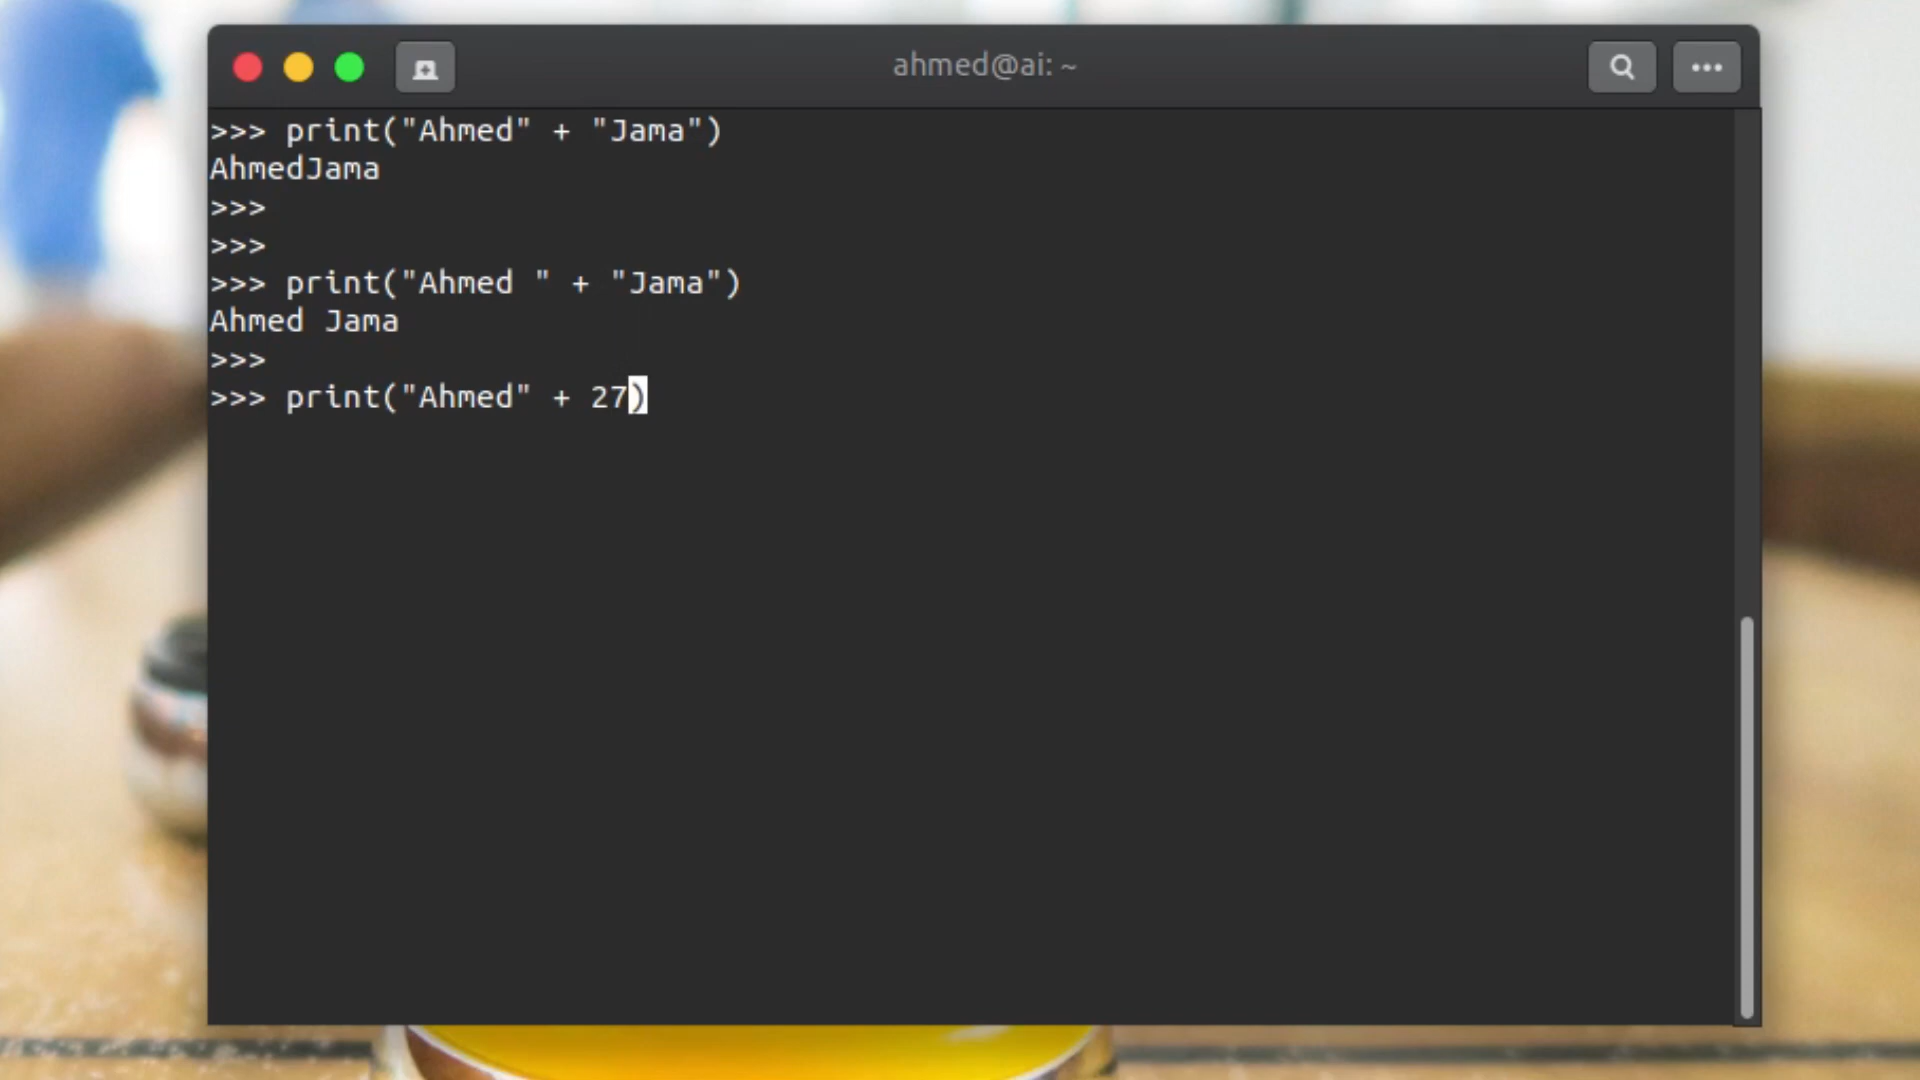 ahmed@ai: ~
>>> print("Ahmed" + "Jama")
AhmedJama
>>>
>>>
>>> print("Ahmed " + "Jama")
Ahmed Jama
>>>
>>> print("Ahmed" + 27)